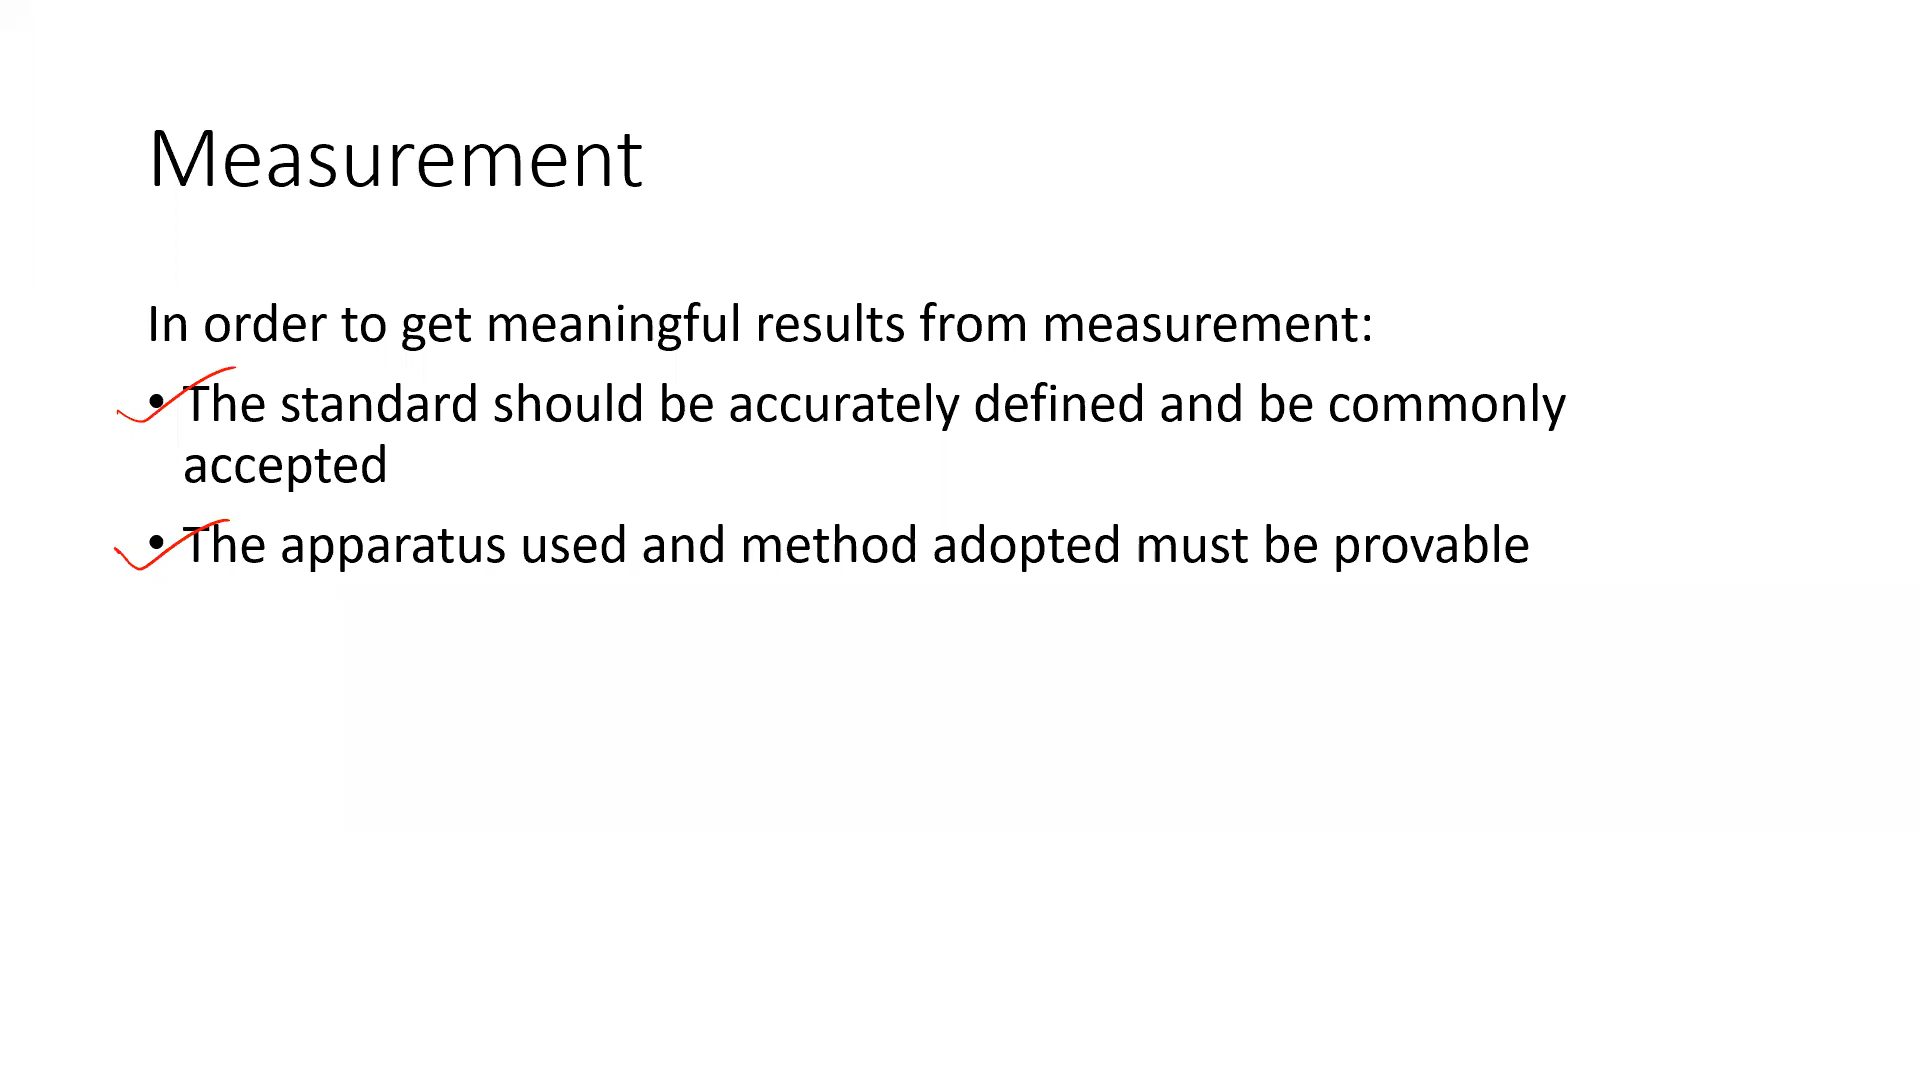 Measurement
In order to get meaningful results from measurement:
• The standard should be accurately defined and be commonly
accepted
• The apparatus used and method adopted must be provable